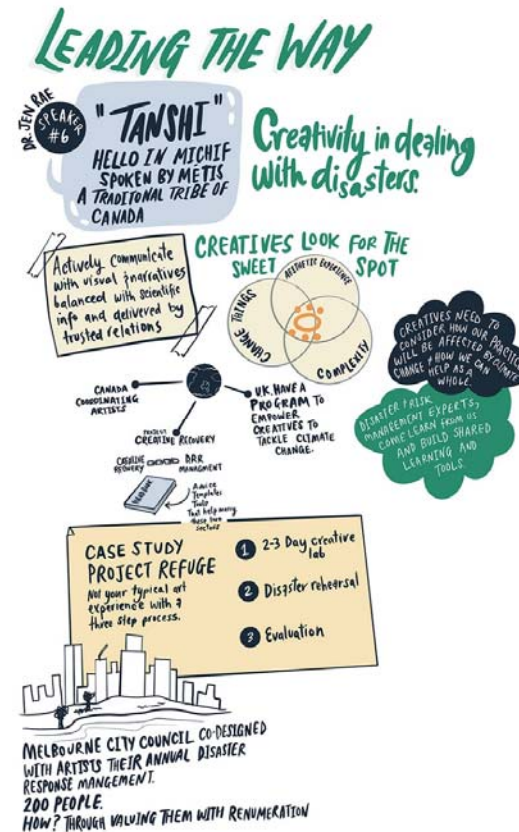 LEADING THE WAY
DR. JEN RAE
SPEAKER
#6
"TANSHI"
HELLO IN MICHIF
SPOKEN BY METIS
A TRADITONAL TRIBE OF
CANADA
Creativity in dealing
with disasters.
Actively communicate
with visual narratives
balanced with scientific
info and delivered by
trusted relations
CREATIVES LOOK FOR THE
SWEET SPOT
AESTHETIC EXPERIENCE
CHANGE THINGS
COMPLEXITY
CREATIVES NEED TO
CONSIDER HOW OUR PRACTICE
WILL BE AFFECTED BY CLIMATE
CHANGE + HOW WE CAN
HELP AS A
WHOLE.
DISASTER + RISK
MANAGEMENT EXPERTS,
COME LEARN FROM US
AND BUILD SHARED
LEARNING AND
TOOLS.
CANADA
COORDINATING
ARTISTS
U.K. HAVE A
PROGRAM TO
EMPOWER
CREATIVES TO
TACKLE CLIMATE
CHANGE.
PROJECT
CREATIVE RECOVERY
CREATIVE
RECOVERY
DRR
MANAGMENT
Advice
Templates
Tools
That help many
these
sectors
CASE STUDY
PROJECT REFUGE
Not your typical art
experience with a
three step process.
1 2-3 Day creative
lab
2 Disaster rehearsal
3 Evaluation
MELBOURNE CITY COUNCIL CO-DESIGNED
WITH ARTISTS THEIR ANNUAL DISASTER
RESPONSE MANGEMENT.
200 PEOPLE.
HOW? THROUGH VALUING THEM WITH RENUMERATION